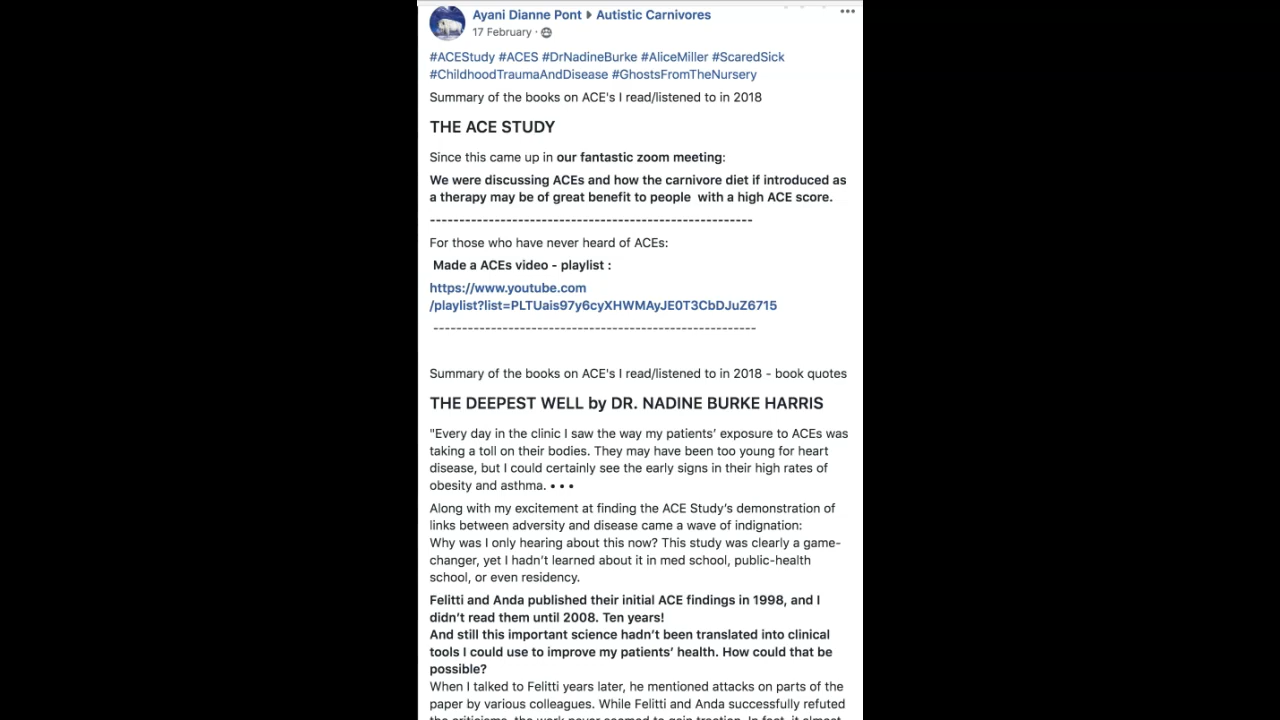 Ayani Dianne Pont ▶ Autistic Carnivores
17 February ·
#ACEStudy #ACES #DrNadineBurke #AliceMiller #ScaredSick
#ChildhoodTraumaAndDisease #GhostsFromTheNursery
Summary of the books on ACE's I read/listened to in 2018
THE ACE STUDY
Since this came up in our fantastic zoom meeting:
We were discussing ACEs and how the carnivore diet if introduced as
a therapy may be of great benefit to people  with a high ACE score.
-------------------------------------------------------
For those who have never heard of ACEs:
Made a ACEs video - playlist :
https://www.youtube.com
/playlist?list=PLTUais97y6cyXHWMAyJE0T3CbDJuZ6715
-------------------------------------------------------
Summary of the books on ACE's I read/listened to in 2018 - book quotes
THE DEEPEST WELL by DR. NADINE BURKE HARRIS
"Every day in the clinic I saw the way my patients’ exposure to ACEs was
taking a toll on their bodies. They may have been too young for heart
disease, but I could certainly see the early signs in their high rates of
obesity and asthma. • • •
Along with my excitement at finding the ACE Study’s demonstration of
links between adversity and disease came a wave of indignation:
Why was I only hearing about this now? This study was clearly a game-
changer, yet I hadn’t learned about it in med school, public-health
school, or even residency.
Felitti and Anda published their initial ACE findings in 1998, and I
didn’t read them until 2008. Ten years!
And still this important science hadn’t been translated into clinical
tools I could use to improve my patients’ health. How could that be
possible?
When I talked to Felitti years later, he mentioned attacks on parts of the
paper by various colleagues. While Felitti and Anda successfully refuted
the criticisms, the work never seemed to gain traction. In fact, it almost